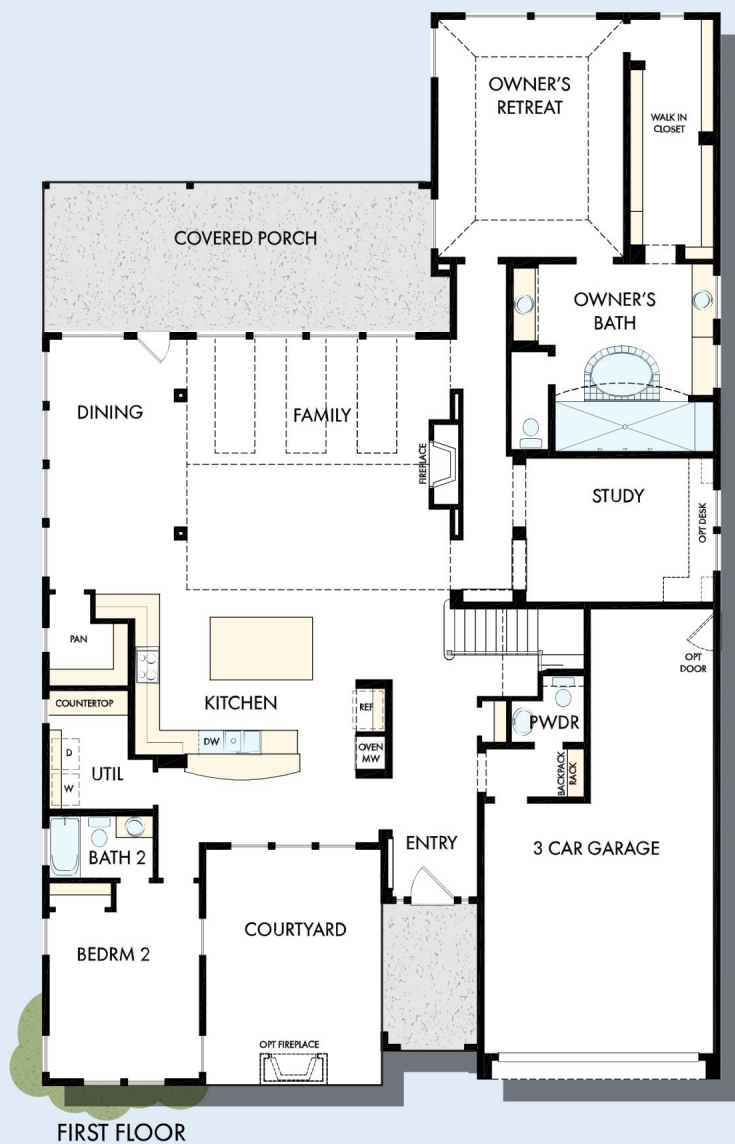 OWNER'S
RETREAT
WALK IN
CLOSET
COVERED PORCH
OWNER'S
BATH
DINING
FAMILY
FIREPLACE
STUDY
OPT DESK
PAN
OPT
DOOR
COUNTERTOP
KITCHEN
REF
PWDR
DW
D
OVEN
MW
UTIL
W
BACKPACK
RACK
BATH 2
ENTRY
3 CAR GARAGE
COURTYARD
BEDRM 2
OPT FIREPLACE
FIRST FLOOR